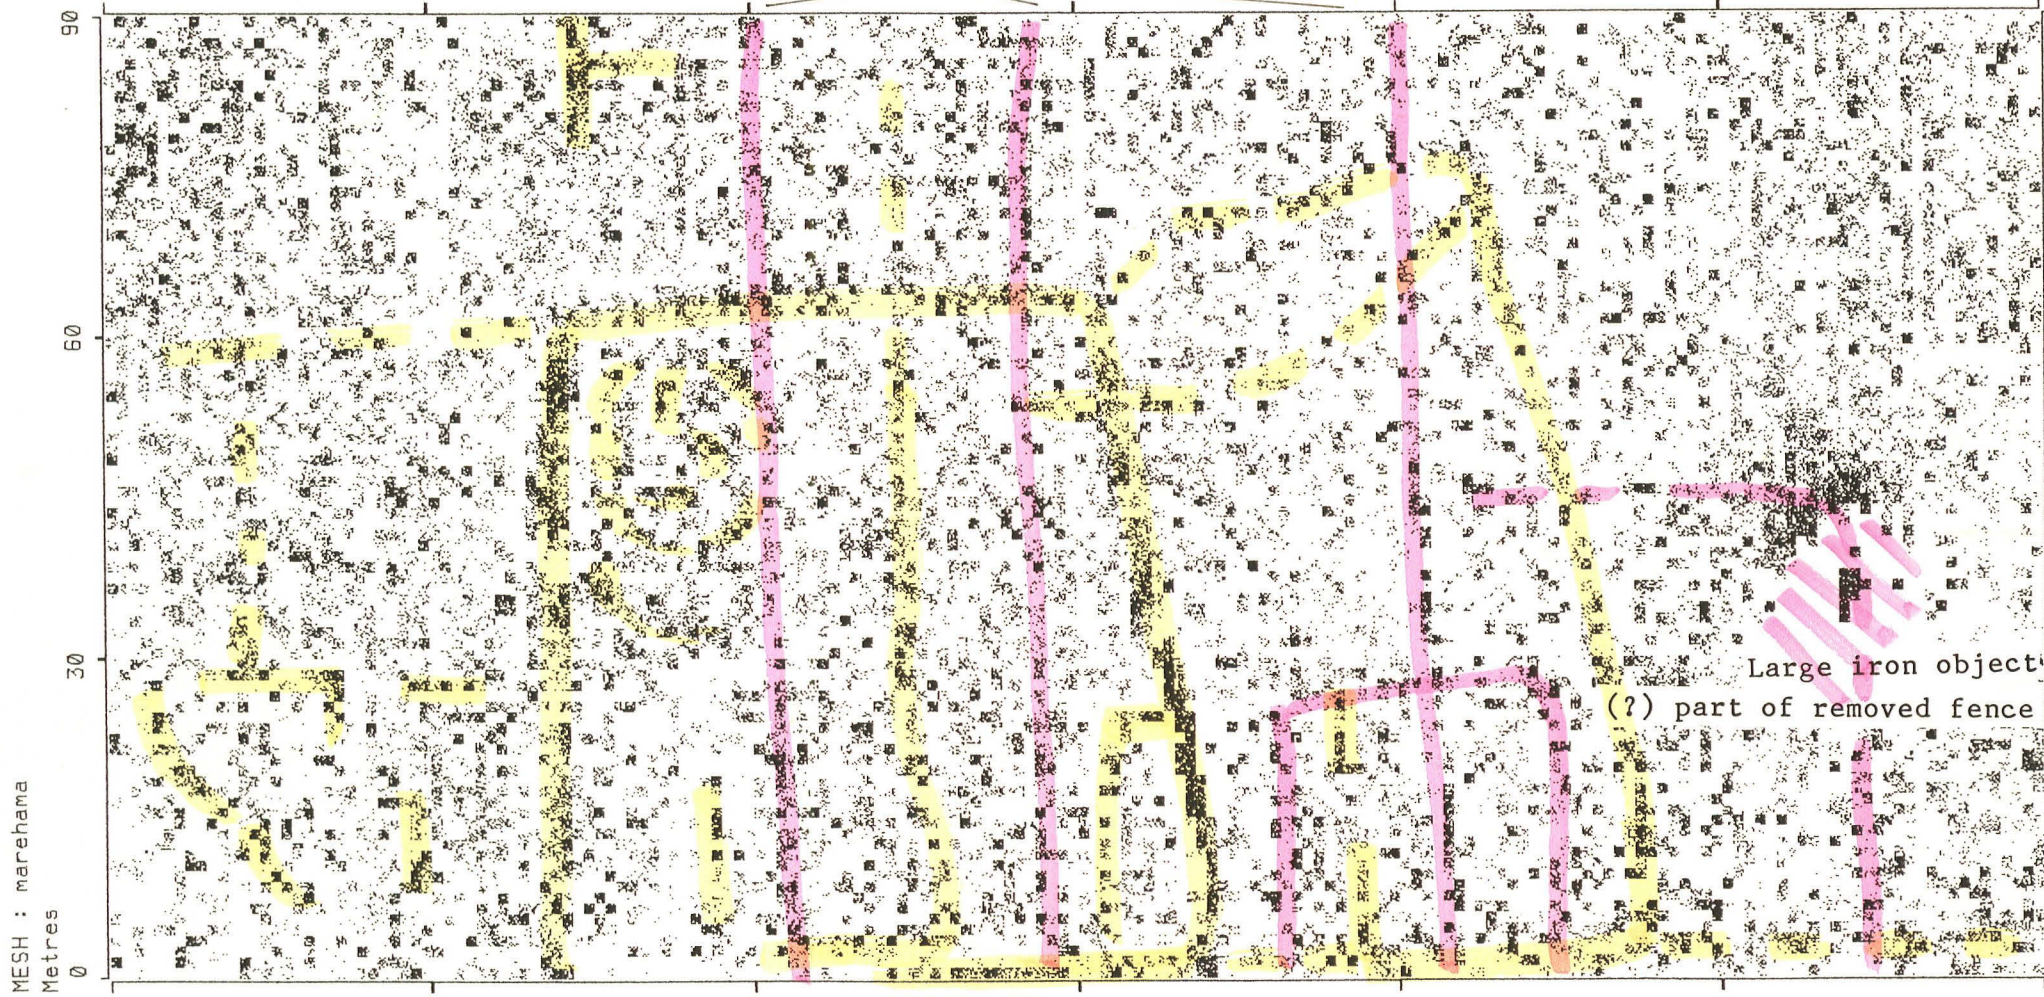 90
60
30
0
MESH : marehama
Metres
Large iron object
(?) part of removed fence